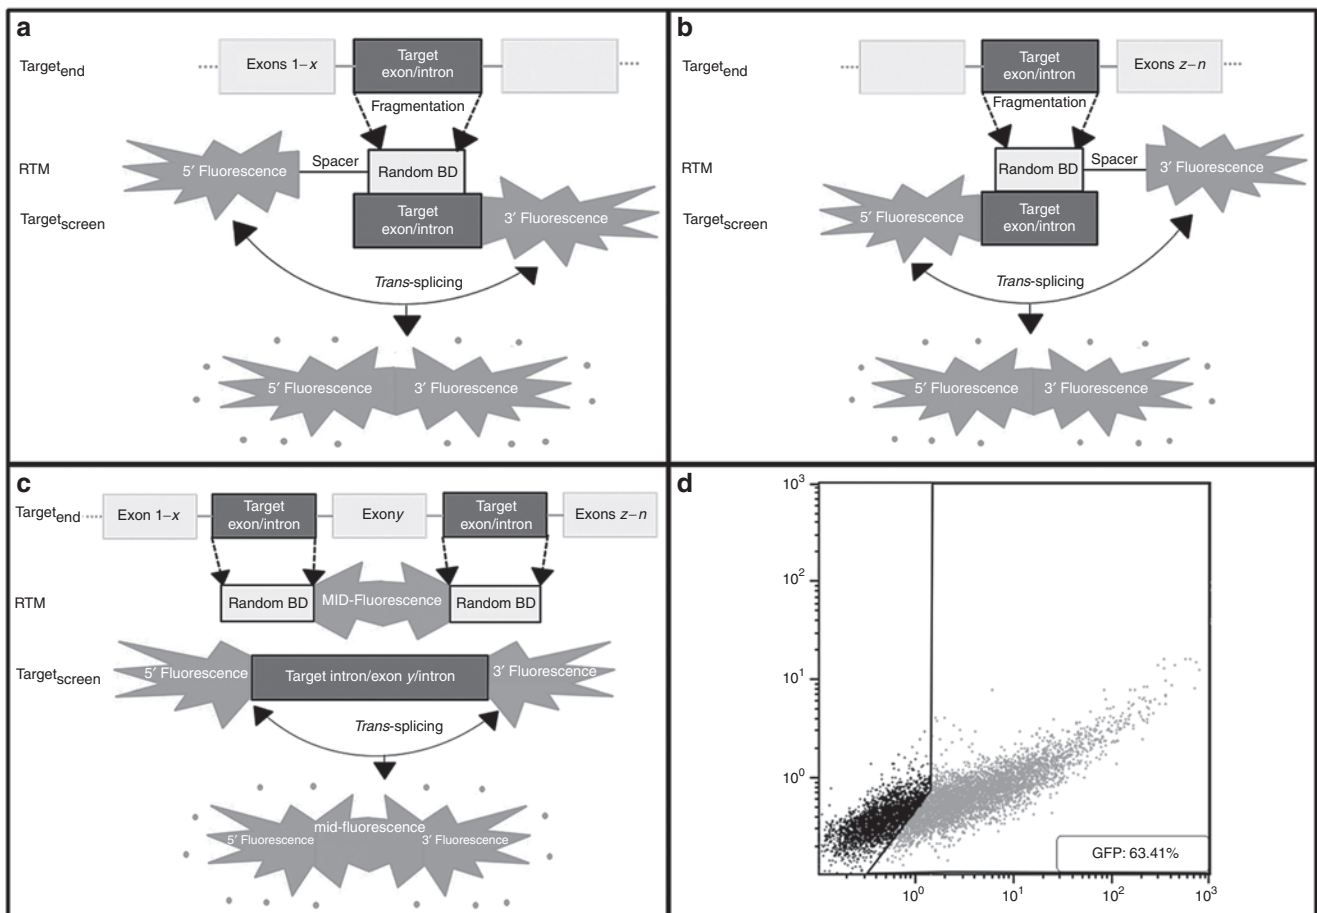 a
Target_end
Exons 1–x
Target
exon/intron
Fragmentation
RTM
5′ Fluorescence
Spacer
Random BD
Target_screen
Target
exon/intron
3′ Fluorescence
Trans-splicing
5′ Fluorescence
3′ Fluorescence
b
Target_end
Target
exon/intron
Exons z–n
Fragmentation
RTM
Random BD
Spacer
3′ Fluorescence
Target_screen
5′ Fluorescence
Target
exon/intron
Trans-splicing
5′ Fluorescence
3′ Fluorescence
c
Target_end
Exon 1–x
Target
exon/intron
Exony
Target
exon/intron
Exons z–n
RTM
Random BD
MID-Fluorescence
Random BD
Target_screen
5′ Fluorescence
Target intron/exon y/intron
3′ Fluorescence
Trans-splicing
mid-fluorescence
5′ Fluorescence
3′ Fluorescence
d
10³
10²
10¹
10⁰
GFP: 63.41%
10⁰
10¹
10²
10³